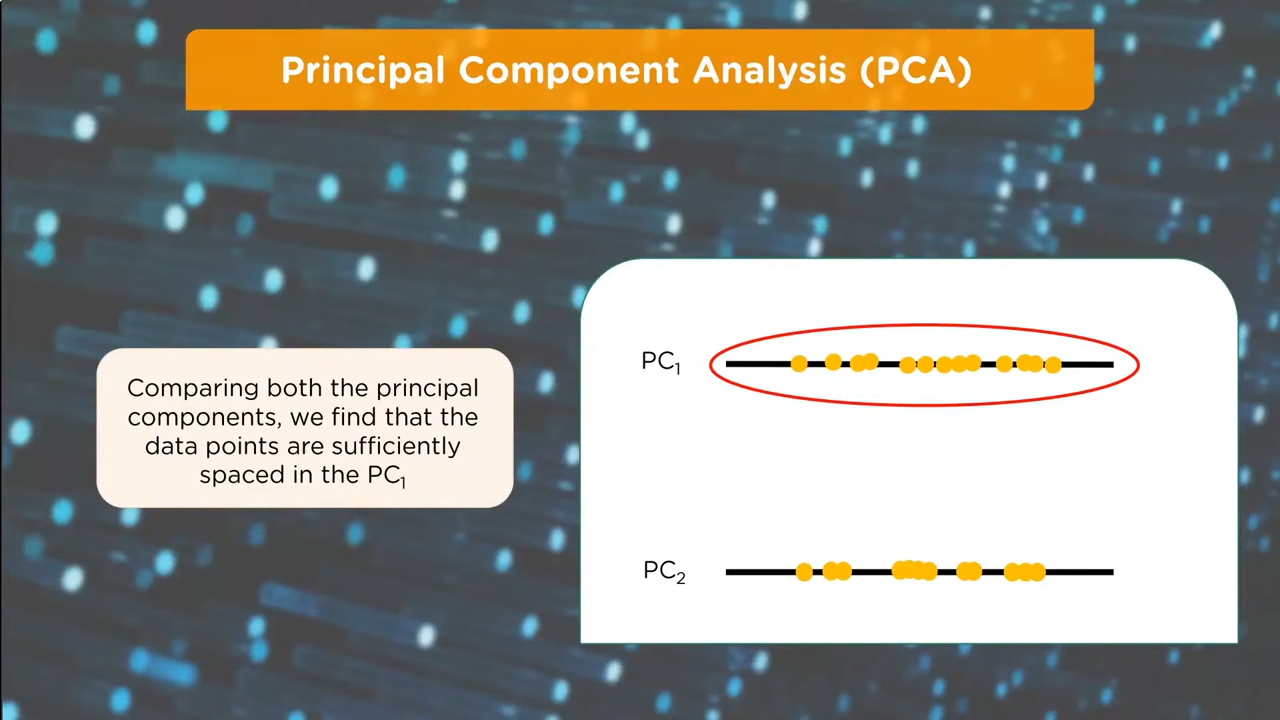 Principal Component Analysis (PCA)
Comparing both the principal
components, we find that the
data points are sufficiently
spaced in the PC₁
PC₁
PC₂